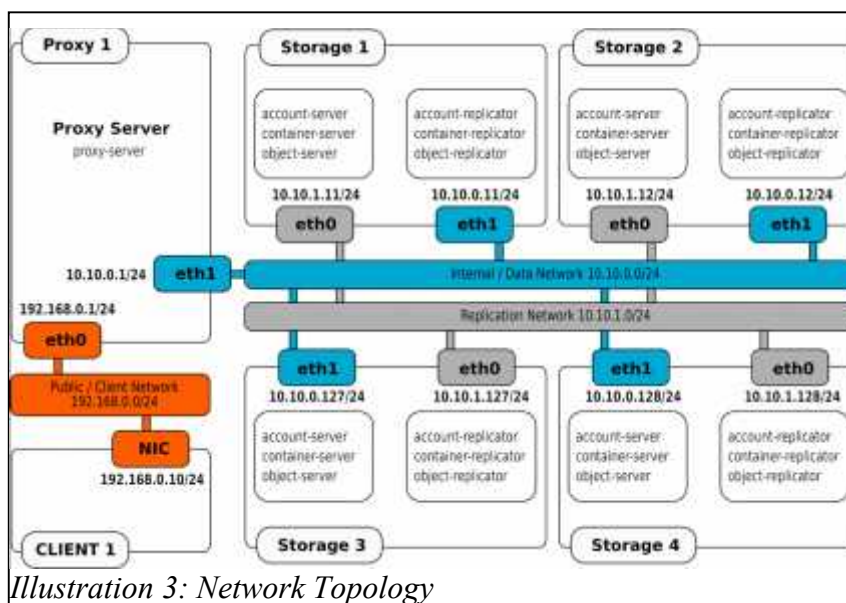 Proxy 1
Proxy Server
proxy-server
10.10.0.1/24
eth1
192.168.0.1/24
eth0
Public / Client Network
192.168.0.0/24
NIC
192.168.0.10/24
CLIENT 1
Storage 1
account-server
container-server
object-server
account-replicator
container-replicator
object-replicator
10.10.1.11/24
10.10.0.11/24
eth0
eth1
Storage 2
account-server
container-server
object-server
account-replicator
container-replicator
object-replicator
10.10.1.12/24
10.10.0.12/24
eth0
eth1
Internal / Data Network 10.10.0.0/24
Replication Network 10.10.1.0/24
eth1
eth0
10.10.0.127/24
10.10.1.127/24
account-server
container-server
object-server
account-replicator
container-replicator
object-replicator
Storage 3
eth1
eth0
10.10.0.128/24
10.10.1.128/24
account-server
container-server
object-server
account-replicator
container-replicator
object-replicator
Storage 4
Illustration 3: Network Topology